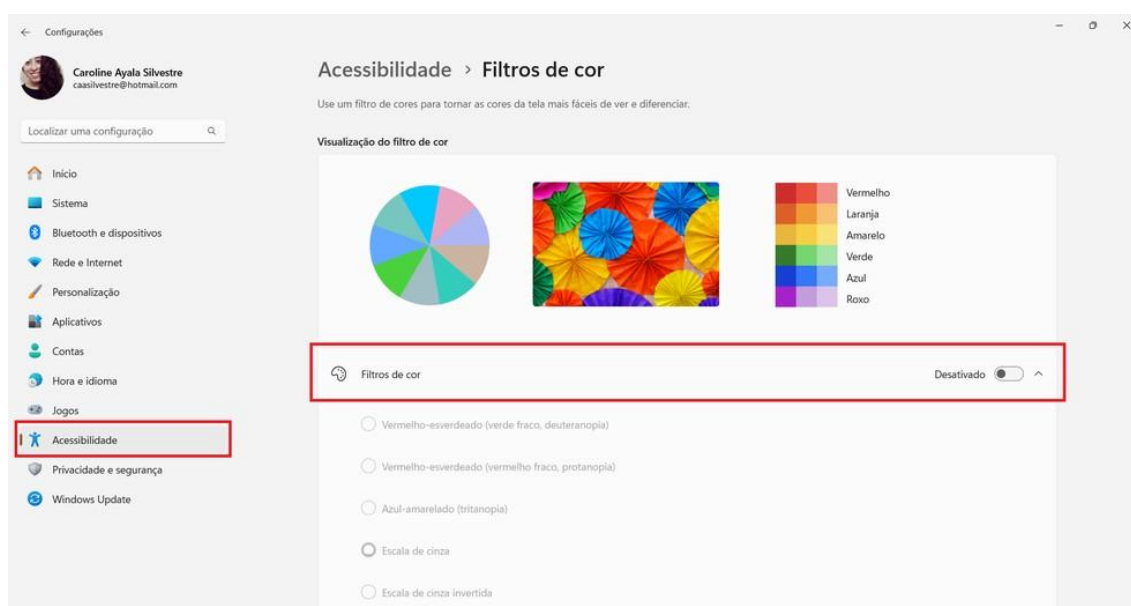 Configurações
Caroline Ayala Silvestre
caasilvestre@hotmail.com
Localizar uma configuração
Início
Sistema
Bluetooth e dispositivos
Rede e Internet
Personalização
Aplicativos
Contas
Hora e idioma
Jogos
Acessibilidade
Privacidade e segurança
Windows Update
Acessibilidade > Filtros de cor
Use um filtro de cores para tornar as cores da tela mais fáceis de ver e diferenciar.
Visualização do filtro de cor
Vermelho
Laranja
Amarelo
Verde
Azul
Roxo
Filtros de cor Desativado
Vermelho-esverdeado (verde fraco, deuteranopia)
Vermelho-esverdeado (vermelho fraco, protanopia)
Azul-amarelado (tritanopia)
Escala de cinza
Escala de cinza invertida